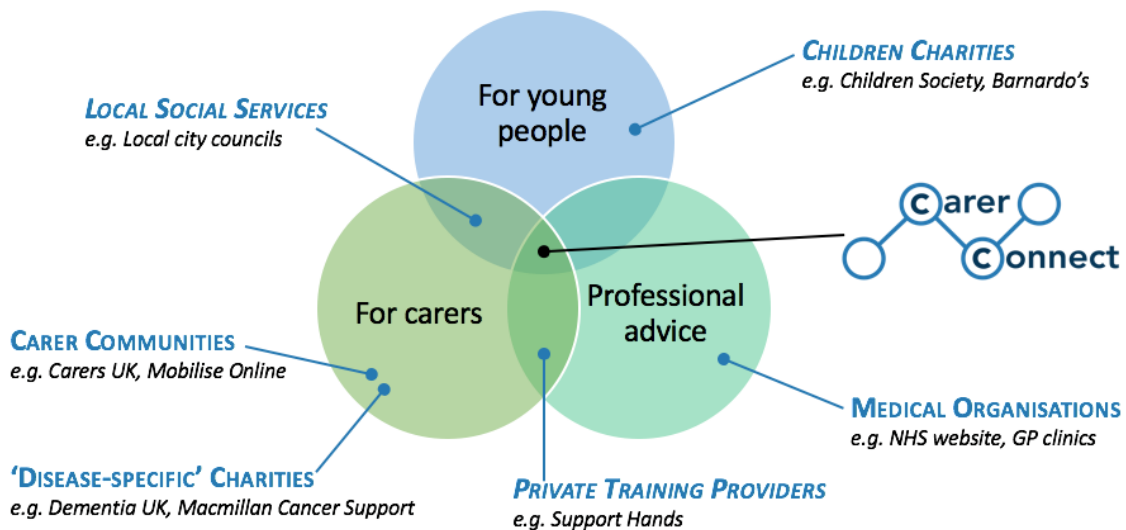 CHILDREN CHARITIES
e.g. Children Society, Barnardo's
For young
people
LOCAL SOCIAL SERVICES
e.g. Local city councils
Carer
Connect
For carers
Professional
advice
CARER COMMUNITIES
e.g. Carers UK, Mobilise Online
MEDICAL ORGANISATIONS
e.g. NHS website, GP clinics
'DISEASE-SPECIFIC' CHARITIES
e.g. Dementia UK, Macmillan Cancer Support
PRIVATE TRAINING PROVIDERS
e.g. Support Hands